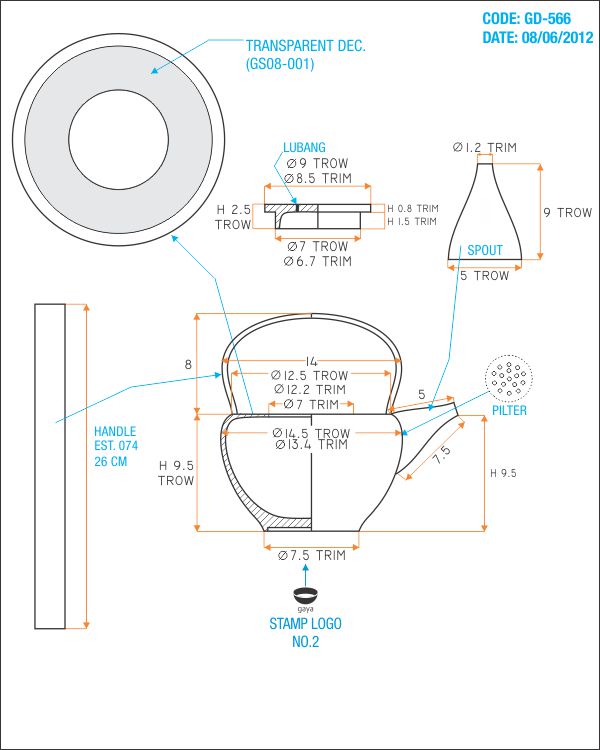 CODE: GD-566
DATE: 08/06/2012
TRANSPARENT DEC.
(GS08-001)
LUBANG
Ø9 TROW
Ø8.5 TRIM
H 2.5
TROW
H 0.8 TRIM
H 1.5 TRIM
Ø7 TROW
Ø6.7 TRIM
Ø1.2 TRIM
9 TROW
SPOUT
5 TROW
8
14
Ø12.5 TROW
Ø12.2 TRIM
Ø7 TRIM
5
PILTER
HANDLE
EST. 074
26 CM
Ø14.5 TROW
Ø13.4 TRIM
H 9.5
TROW
7.5
H 9.5
Ø7.5 TRIM
gaya
STAMP LOGO
NO.2